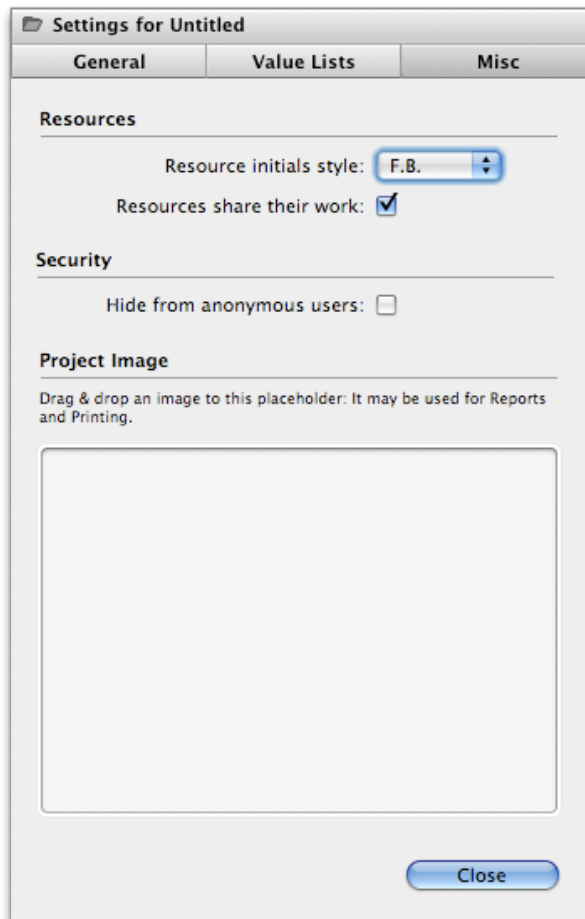 Settings for Untitled
General Value Lists Misc
Resources
Resource initials style: F.B.
Resources share their work:
Security
Hide from anonymous users:
Project Image
Drag & drop an image to this placeholder: It may be used for Reports
and Printing.
Close